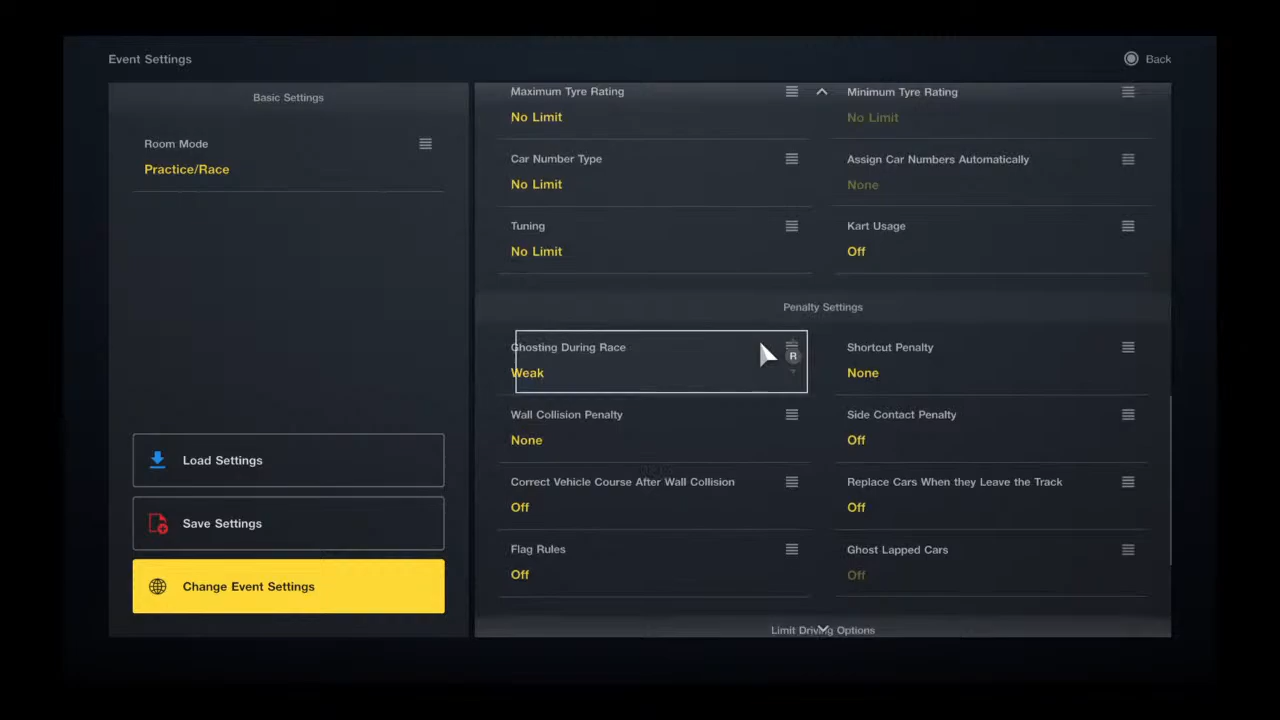 Event Settings
Back
Basic Settings
Room Mode
Practice/Race
Load Settings
Save Settings
Change Event Settings
Maximum Tyre Rating
No Limit
Minimum Tyre Rating
No Limit
Car Number Type
No Limit
Assign Car Numbers Automatically
None
Tuning
No Limit
Kart Usage
Off
Penalty Settings
Ghosting During Race
Weak
R
Shortcut Penalty
None
Wall Collision Penalty
None
Side Contact Penalty
Off
Correct Vehicle Course After Wall Collision
Off
Replace Cars When they Leave the Track
Off
Flag Rules
Off
Ghost Lapped Cars
Off
Limit Driving Options